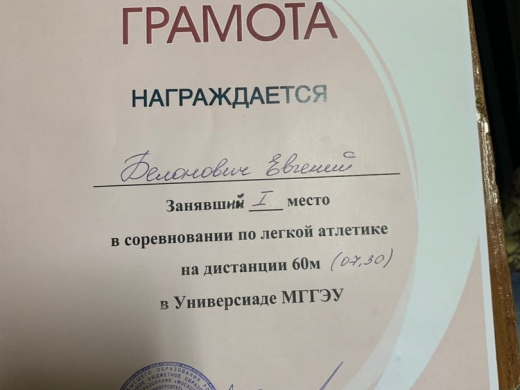 ГРАМОТА
НАГРАЖДАЕТСЯ
Белонович Евгений
Занявший I место
в соревновании по легкой атлетике
на дистанции 60м (07,30)
в Универсиаде МГГЭУ